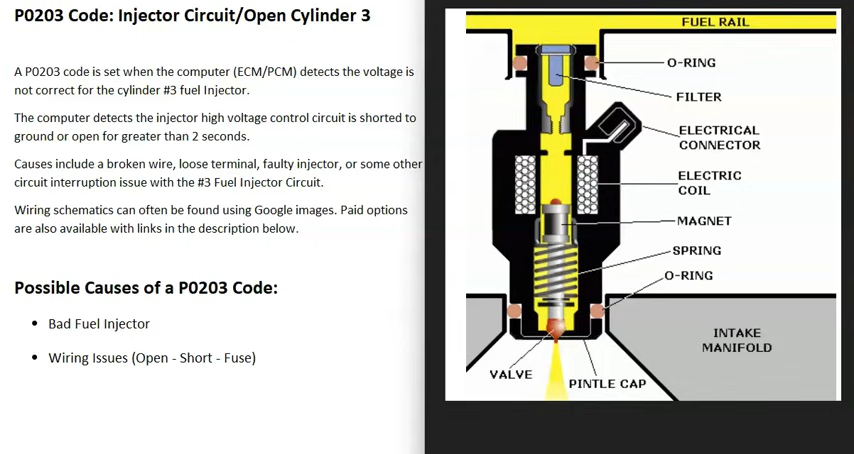 P0203 Code: Injector Circuit/Open Cylinder 3
A P0203 code is set when the computer (ECM/PCM) detects the voltage is
not correct for the cylinder #3 fuel Injector.
The computer detects the injector high voltage control circuit is shorted to
ground or open for greater than 2 seconds.
Causes include a broken wire, loose terminal, faulty injector, or some other
circuit interruption issue with the #3 Fuel Injector Circuit.
Wiring schematics can often be found using Google images. Paid options
are also available with links in the description below.
Possible Causes of a P0203 Code:
• Bad Fuel Injector
• Wiring Issues (Open - Short - Fuse)
FUEL RAIL
O-RING
FILTER
ELECTRICAL
CONNECTOR
ELECTRIC
COIL
MAGNET
SPRING
O-RING
INTAKE
MANIFOLD
VALVE
PINTLE CAP